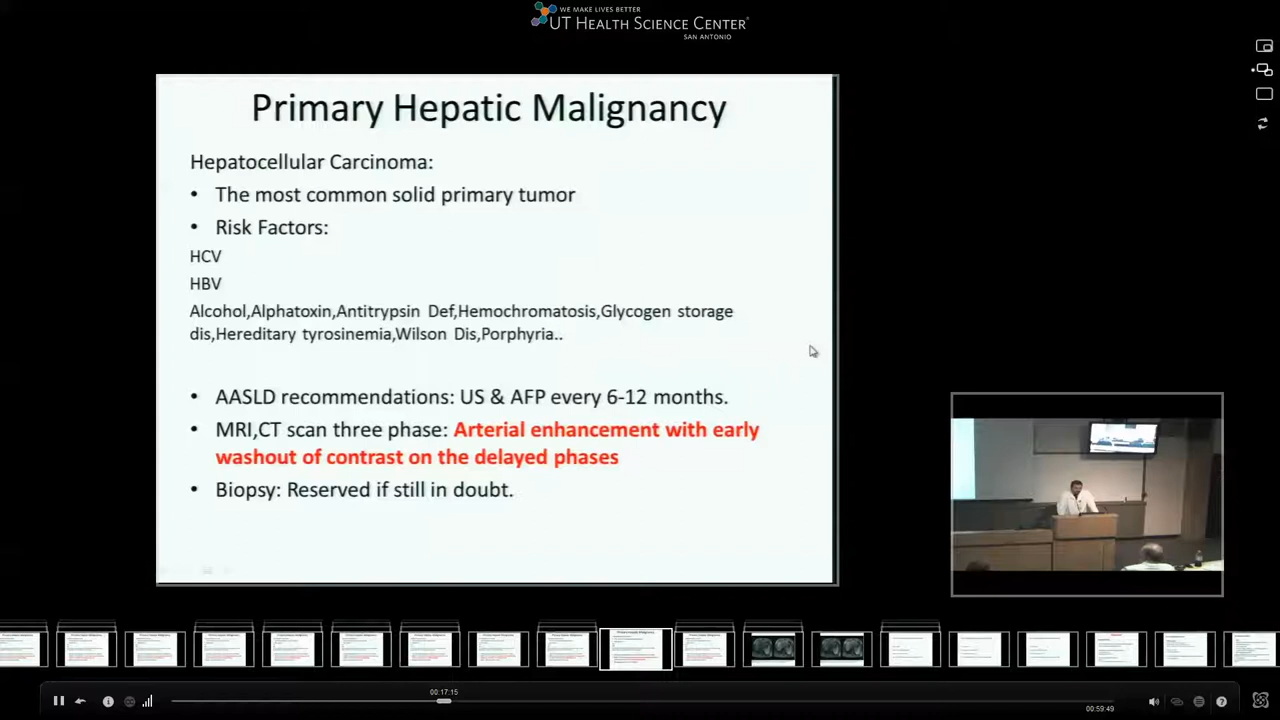 WE MAKE LIVES BETTER
UT HEALTH SCIENCE CENTER
SAN ANTONIO
Primary Hepatic Malignancy
Hepatocellular Carcinoma:
• The most common solid primary tumor
• Risk Factors:
HCV
HBV
Alcohol,Alphatoxin,Antitrypsin Def,Hemochromatosis,Glycogen storage
dis,Hereditary tyrosinemia,Wilson Dis,Porphyria..
• AASLD recommendations: US & AFP every 6-12 months.
• MRI,CT scan three phase: Arterial enhancement with early
washout of contrast on the delayed phases
• Biopsy: Reserved if still in doubt.
00:17:15
00:59:49